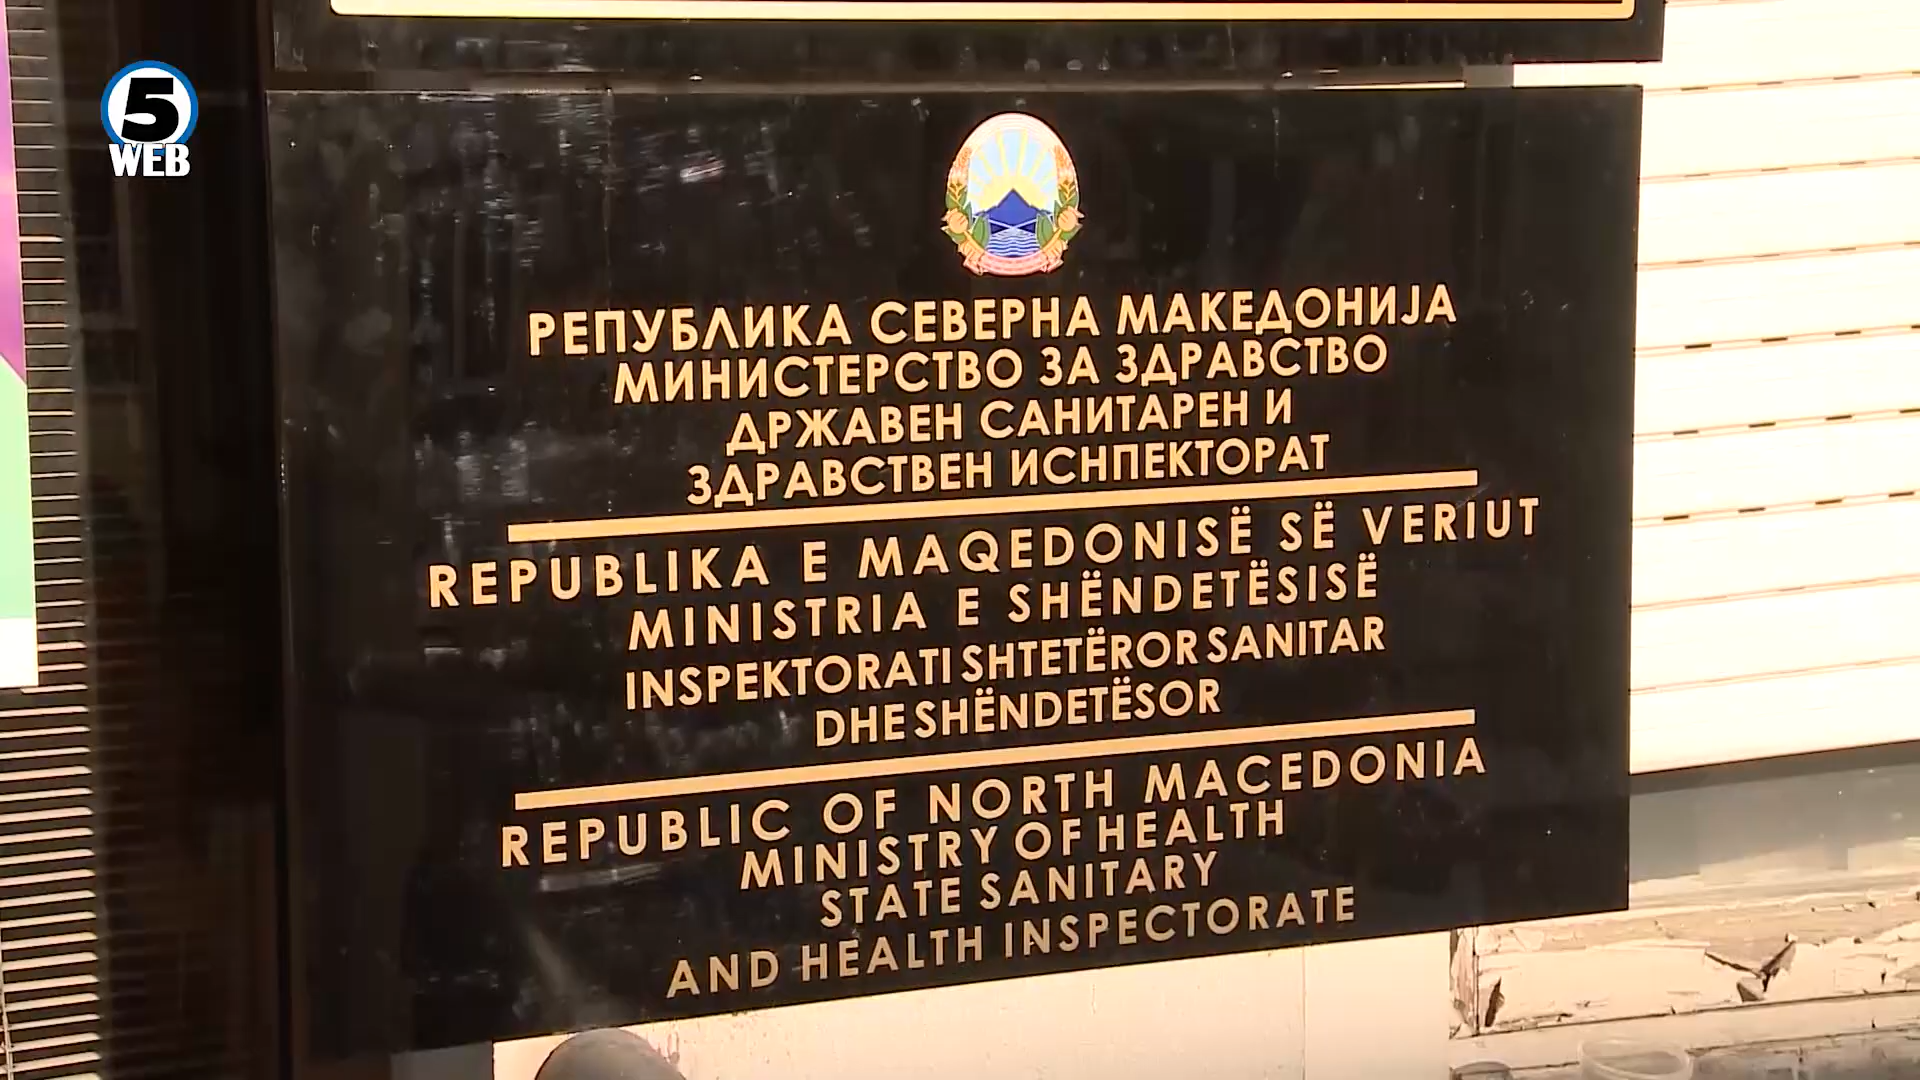 5
WEB
РЕПУБЛИКА СЕВЕРНА МАКЕДОНИЈА
МИНИСТЕРСТВО ЗА ЗДРАВСТВО
ДРЖАВЕН САНИТАРЕН И
ЗДРАВСТВЕН ИСНПЕКТОРАТ
REPUBLIKA E MAQEDONISË SË VERIUT
MINISTRIA E SHËNDETËSISË
INSPEKTORATI SHTETËROR SANITAR
DHE SHËNDETËSOR
REPUBLIC OF NORTH MACEDONIA
MINISTRY OF HEALTH
STATE SANITARY
AND HEALTH INSPECTORATE